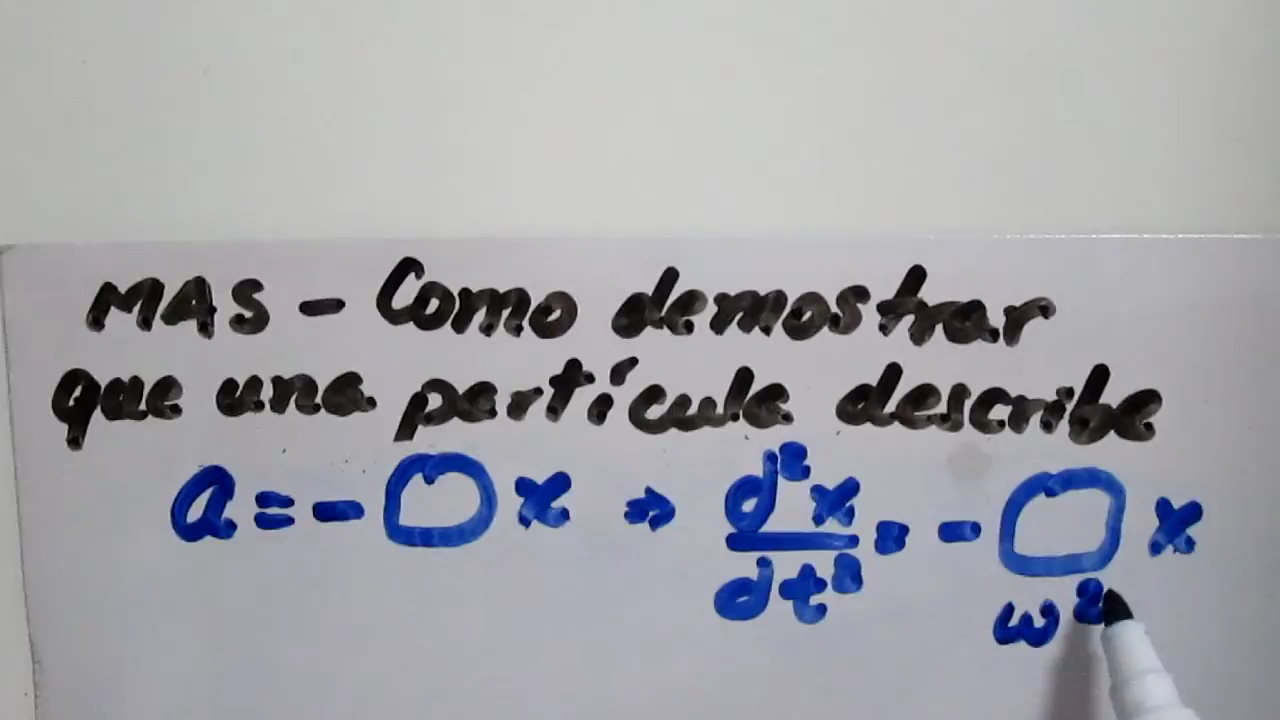 MAS - Como demostrar
que una partícula describe
a = - □ x ⇒ d²x/dt² = - □ x
ω²